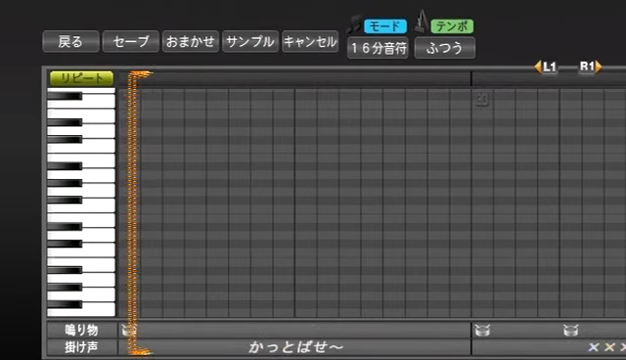 モード
テンポ
戻る
セーブ
おまかせ
サンプル
キャンセル
16分音符
ふつう
L1
R1
リピート
鳴り物
掛け声
かっとばせ~
×××